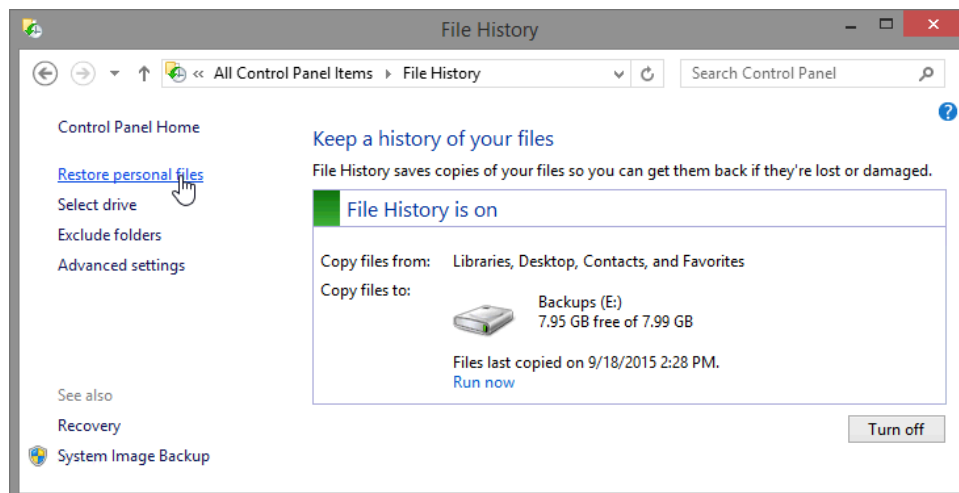 File History
« All Control Panel Items ▸ File History
Search Control Panel
Control Panel Home
Restore personal files
Select drive
Exclude folders
Advanced settings
See also
Recovery
System Image Backup
Keep a history of your files
File History saves copies of your files so you can get them back if they're lost or damaged.
File History is on
Copy files from: Libraries, Desktop, Contacts, and Favorites
Copy files to:
Backups (E:)
7.95 GB free of 7.99 GB
Files last copied on 9/18/2015 2:28 PM.
Run now
Turn off